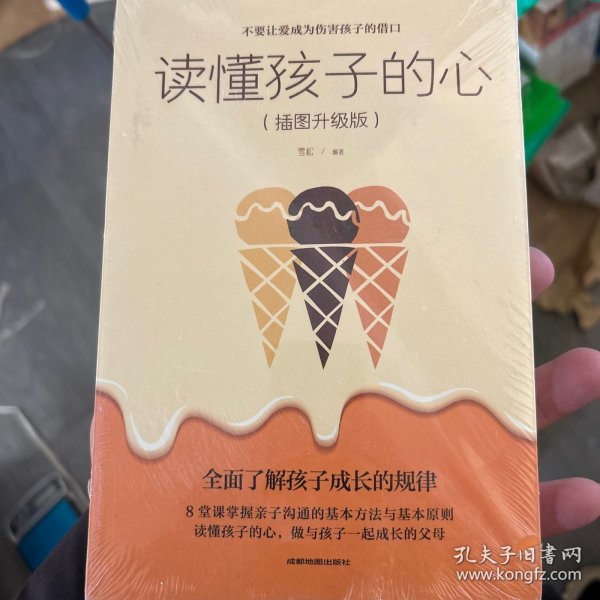 不要让爱成为伤害孩子的借口
读懂孩子的心
(插图升级版)
雪松 / 编著
全面了解孩子成长的规律
8堂课掌握亲子沟通的基本方法与基本原则
读懂孩子的心，做与孩子一起成长的父母
成都地图出版社
孔夫子旧书网
www.kongfz.com